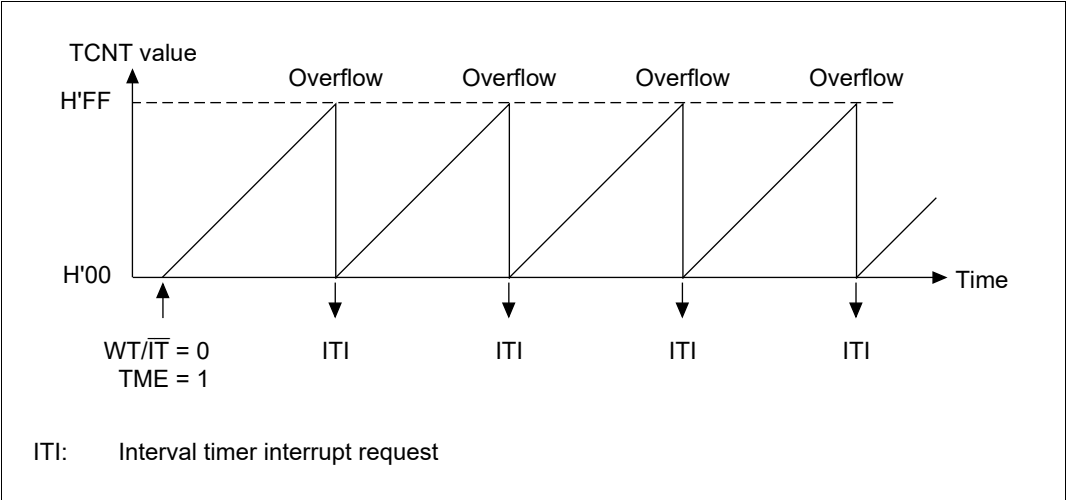 TCNT value
Overflow Overflow Overflow Overflow
H'FF
H'00
Time
WT/I̅T̅ = 0
TME = 1
ITI ITI ITI ITI
ITI: Interval timer interrupt request